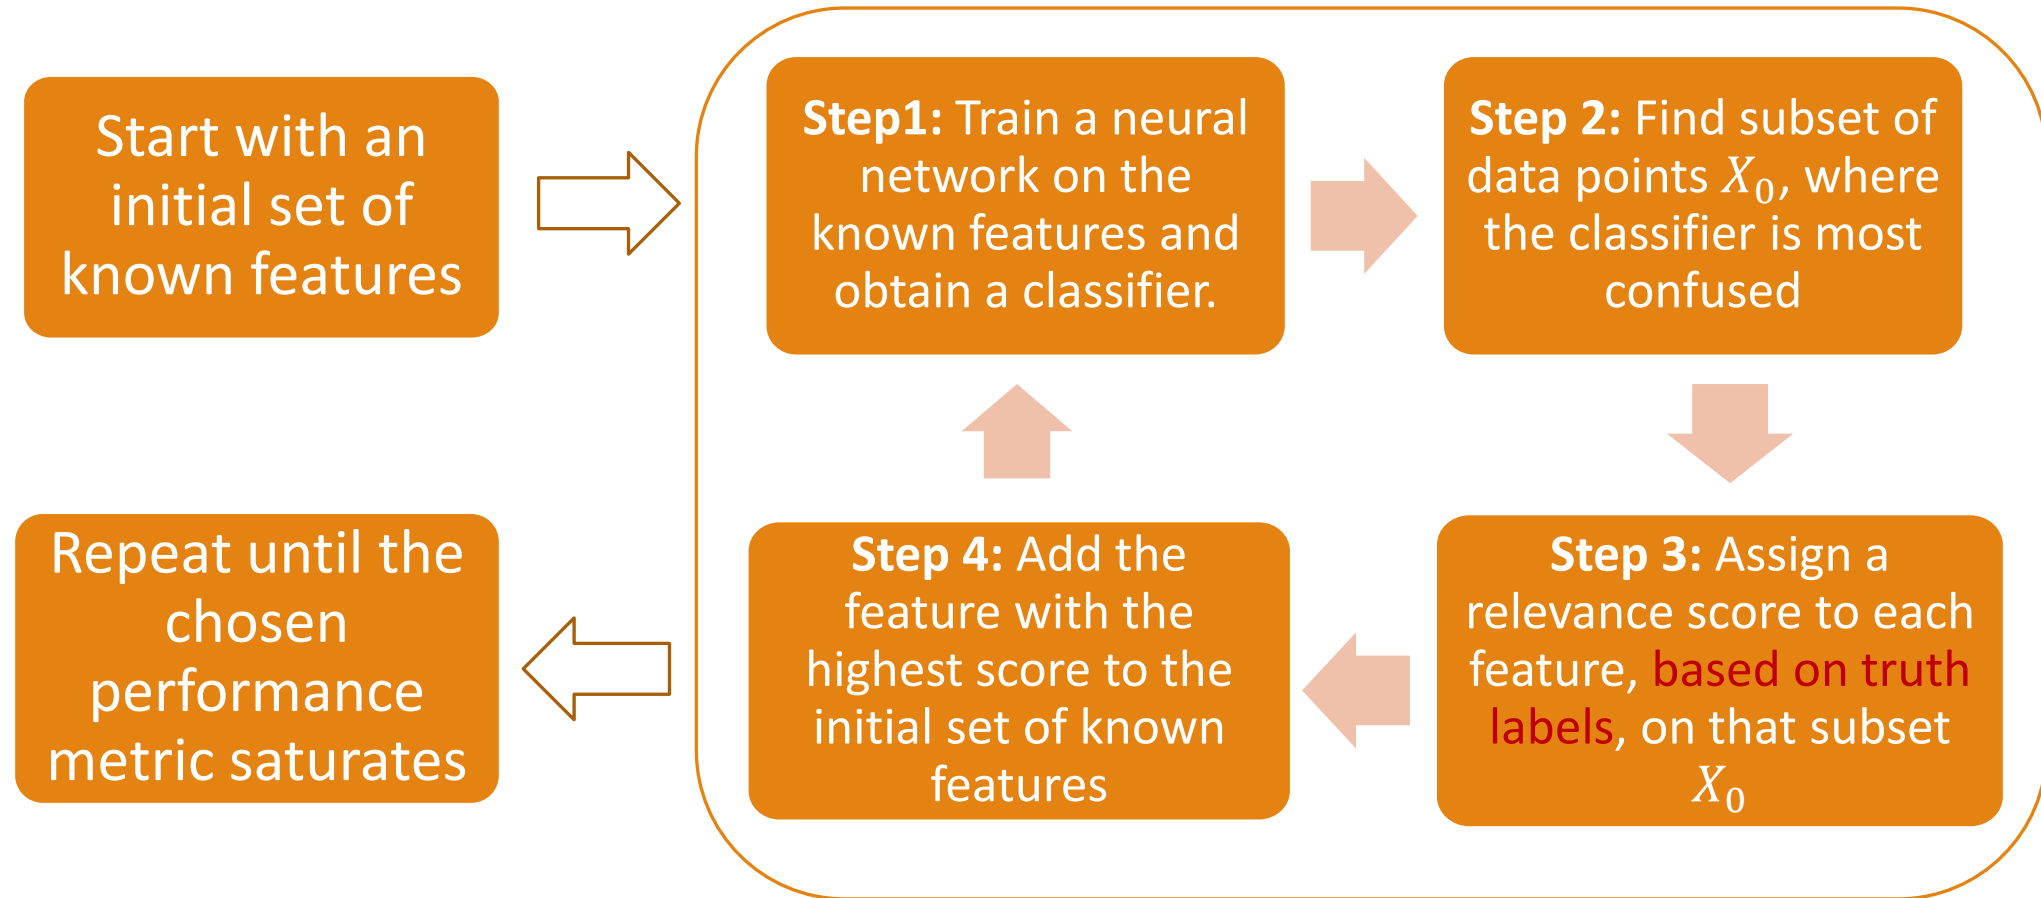 Start with an
initial set of
known features
Step1: Train a neural
network on the
known features and
obtain a classifier.
Step 2: Find subset of
data points X₀, where
the classifier is most
confused
Step 3: Assign a
relevance score to each
feature, based on truth
labels, on that subset
X₀
Step 4: Add the
feature with the
highest score to the
initial set of known
features
Repeat until the
chosen
performance
metric saturates